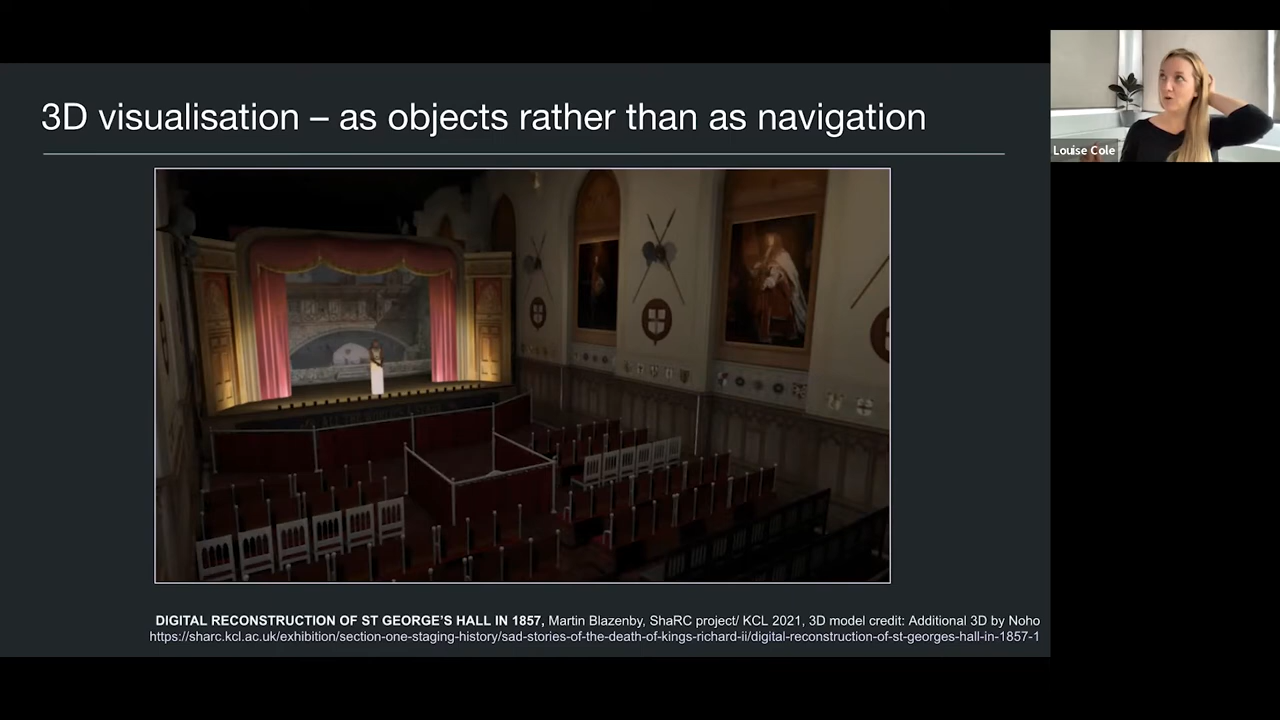 3D visualisation – as objects rather than as navigation
Louise Cole
DIGITAL RECONSTRUCTION OF ST GEORGE'S HALL IN 1857, Martin Blazenby, ShaRC project/ KCL 2021, 3D model credit: Additional 3D by Noho
https://sharc.kcl.ac.uk/exhibition/section-one-staging-history/sad-stories-of-the-death-of-kings-richard-ii/digital-reconstruction-of-st-georges-hall-in-1857-1